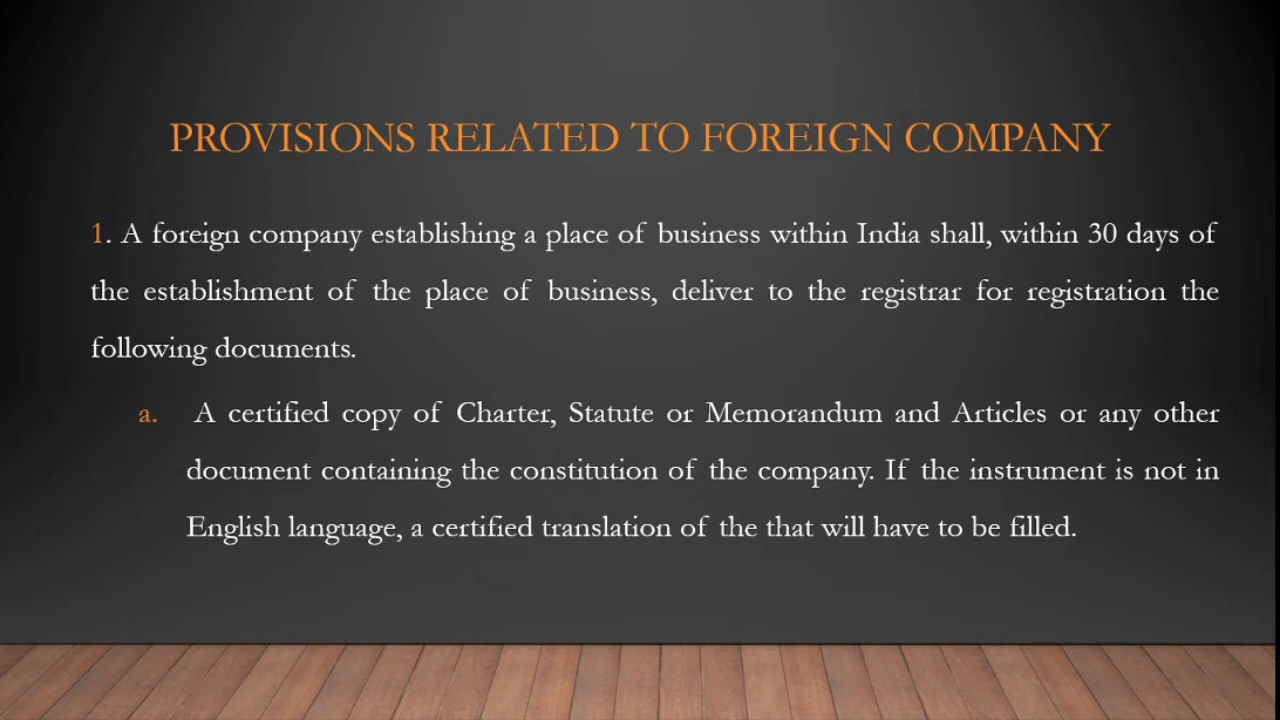 PROVISIONS RELATED TO FOREIGN COMPANY
1. A foreign company establishing a place of business within India shall, within 30 days of
the establishment of the place of business, deliver to the registrar for registration the
following documents.
a. A certified copy of Charter, Statute or Memorandum and Articles or any other
document containing the constitution of the company. If the instrument is not in
English language, a certified translation of the that will have to be filled.